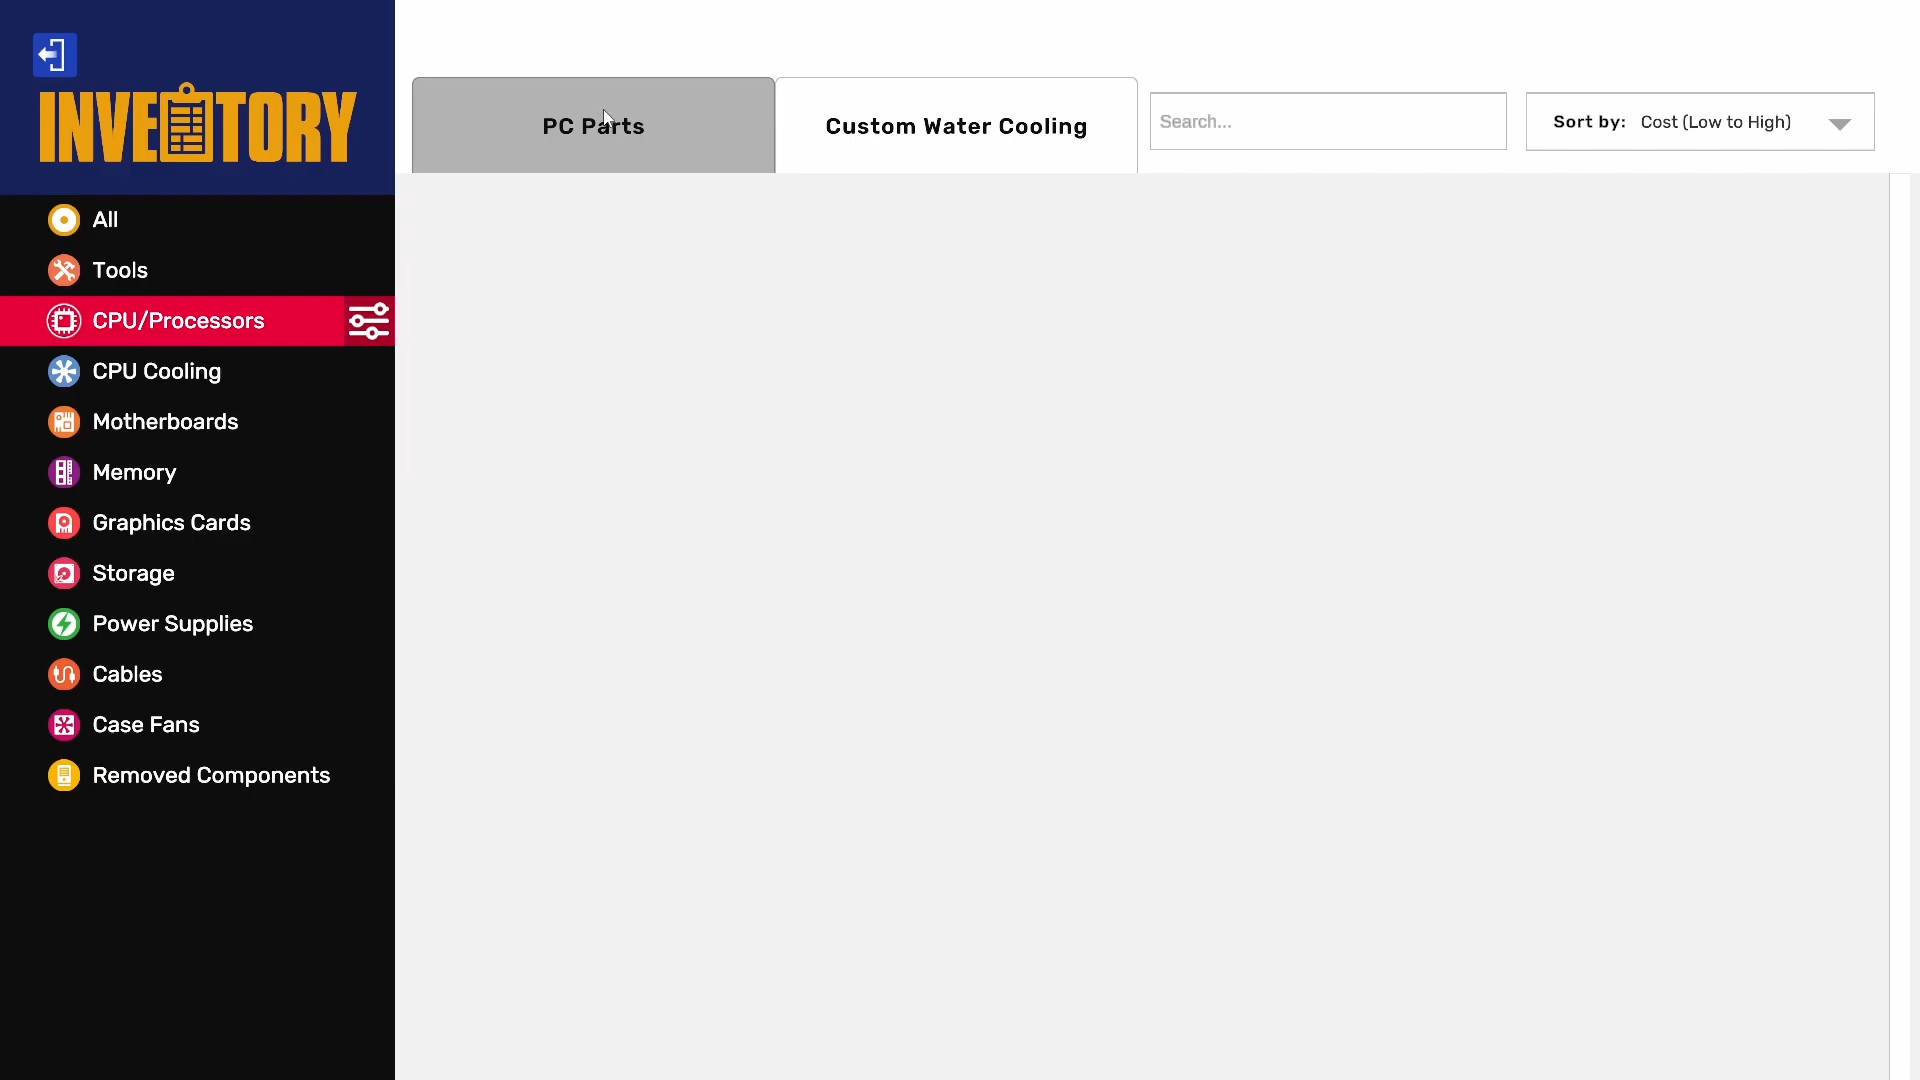 INVENTORY
PC Parts
Custom Water Cooling
Search...
Sort by: Cost (Low to High)
All
Tools
CPU/Processors
CPU Cooling
Motherboards
Memory
Graphics Cards
Storage
Power Supplies
Cables
Case Fans
Removed Components